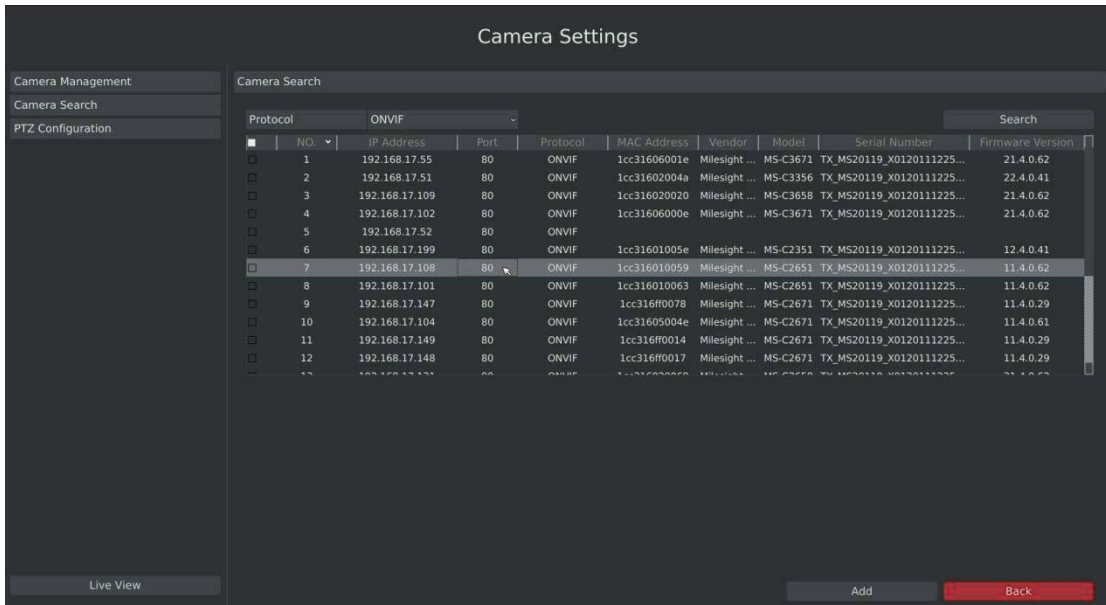 Camera Settings
Camera Management
Camera Search
PTZ Configuration
Camera Search
Protocol ONVIF Search
NO. IP Address Port Protocol MAC Address Vendor Model Serial Number Firmware Version
1 192.168.17.55 80 ONVIF 1cc31606001e Milesight ... MS-C3671 TX_MS20119_X0120111225... 21.4.0.62
2 192.168.17.51 80 ONVIF 1cc31602004a Milesight ... MS-C3356 TX_MS20119_X0120111225... 22.4.0.41
3 192.168.17.109 80 ONVIF 1cc316020020 Milesight ... MS-C3658 TX_MS20119_X0120111225... 21.4.0.62
4 192.168.17.102 80 ONVIF 1cc31606000e Milesight ... MS-C3671 TX_MS20119_X0120111225... 21.4.0.62
5 192.168.17.52 80 ONVIF
6 192.168.17.199 80 ONVIF 1cc31601005e Milesight ... MS-C2351 TX_MS20119_X0120111225... 12.4.0.41
7 192.168.17.108 80 ONVIF 1cc316010059 Milesight ... MS-C2651 TX_MS20119_X0120111225... 11.4.0.62
8 192.168.17.101 80 ONVIF 1cc316010063 Milesight ... MS-C2651 TX_MS20119_X0120111225... 11.4.0.62
9 192.168.17.147 80 ONVIF 1cc316ff0078 Milesight ... MS-C2671 TX_MS20119_X0120111225... 11.4.0.29
10 192.168.17.104 80 ONVIF 1cc31605004e Milesight ... MS-C2671 TX_MS20119_X0120111225... 11.4.0.61
11 192.168.17.149 80 ONVIF 1cc316ff0014 Milesight ... MS-C2671 TX_MS20119_X0120111225... 11.4.0.29
12 192.168.17.148 80 ONVIF 1cc316ff0017 Milesight ... MS-C2671 TX_MS20119_X0120111225... 11.4.0.29
Live View Add Back